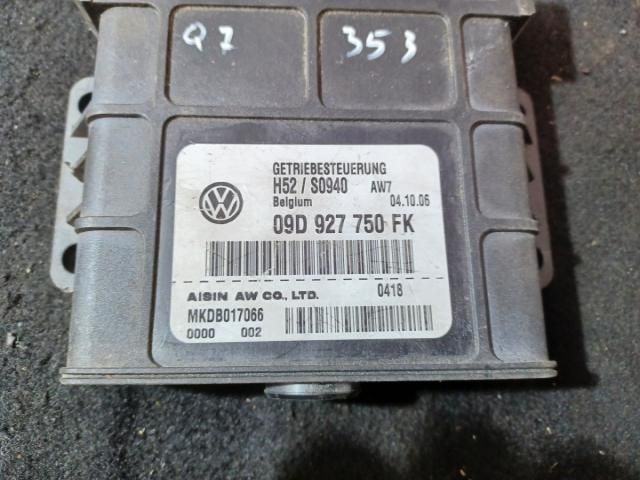 Q7 353
GETRIEBESTEUERUNG
H52 / S0940 AW7
Belgium 04.10.06
09D 927 750 FK
AISIN AW CO., LTD. 0418
MKDB017066
0000 002